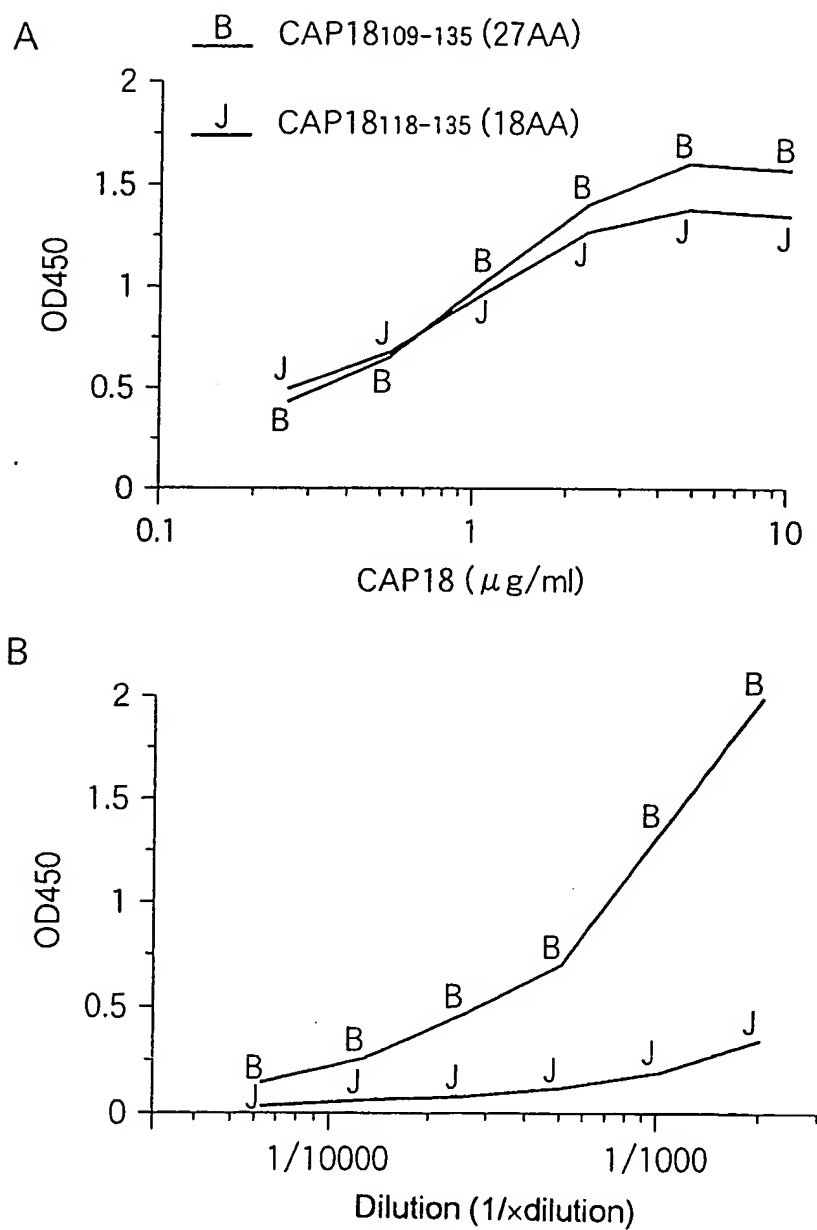 A
B CAP18109-135 (27AA)
J CAP18118-135 (18AA)
2
1.5
1
0.5
0
OD450
B B B B B B
J J J J J J
0.1 1 10
CAP18 (μg/ml)
B
2
1.5
1
0.5
0
OD450
B B B B B B
J J J J J J
1/10000 1/1000
Dilution (1/xdilution)